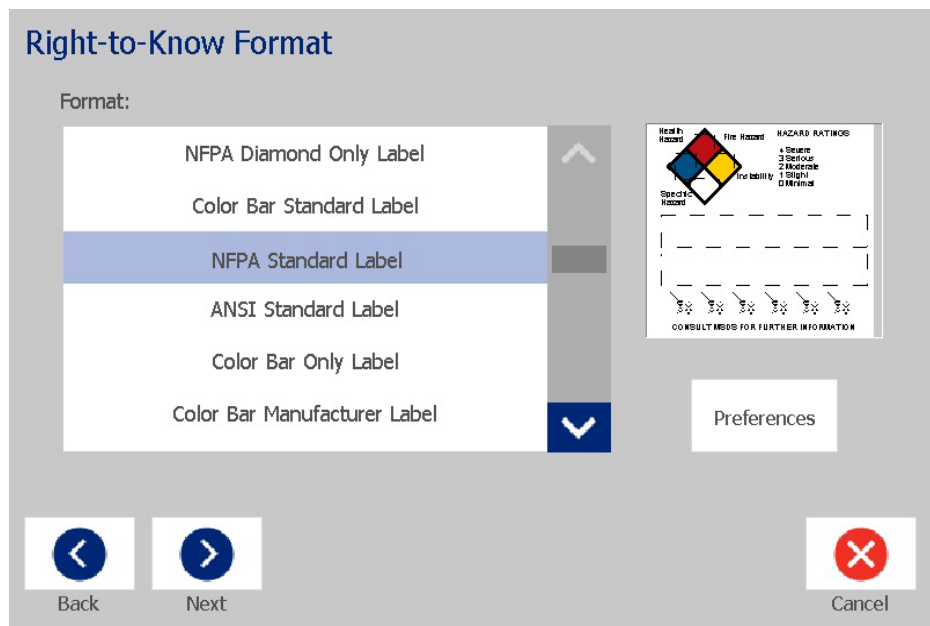 Right-to-Know Format
Format:
NFPA Diamond Only Label
Color Bar Standard Label
NFPA Standard Label
ANSI Standard Label
Color Bar Only Label
Color Bar Manufacturer Label
Health
Hazard
Fire Hazard
HAZARD RATINGS
4 Severe
3 Serious
2 Moderate
1 Slight
0 Minimal
Instability
Specific
Hazard
CONSULT MSDS FOR FURTHER INFORMATION
Preferences
Back
Next
Cancel